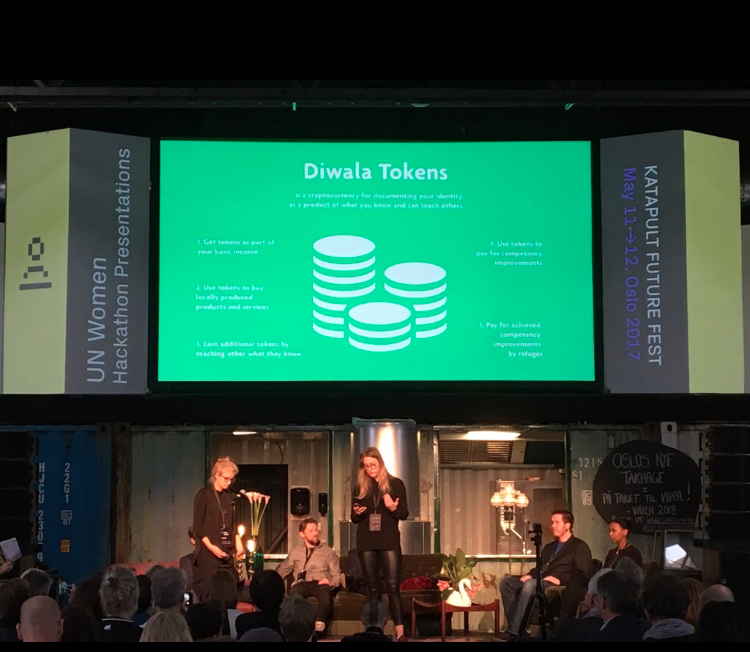 UN Women
Hackathon Presentations
Diwala Tokens
- is a cryptocurrency for documenting your identity
as a product of what you know and can teach others
1. Get tokens as part of
your basic income
2. Use tokens to buy
locally produced
products and services
3. Earn additional tokens by
teaching other what they know
4. Use tokens to
pay for competency
improvements
5. Pay for achieved
competency
improvements
by refuges
KATAPULT FUTURE FEST
May 11→12, Oslo 2017
OSLOS NYE
TAKHAGE
=
PÅ TAKET TIL VIPPA!
- VÅREN 2018 -
HJCU
22G1